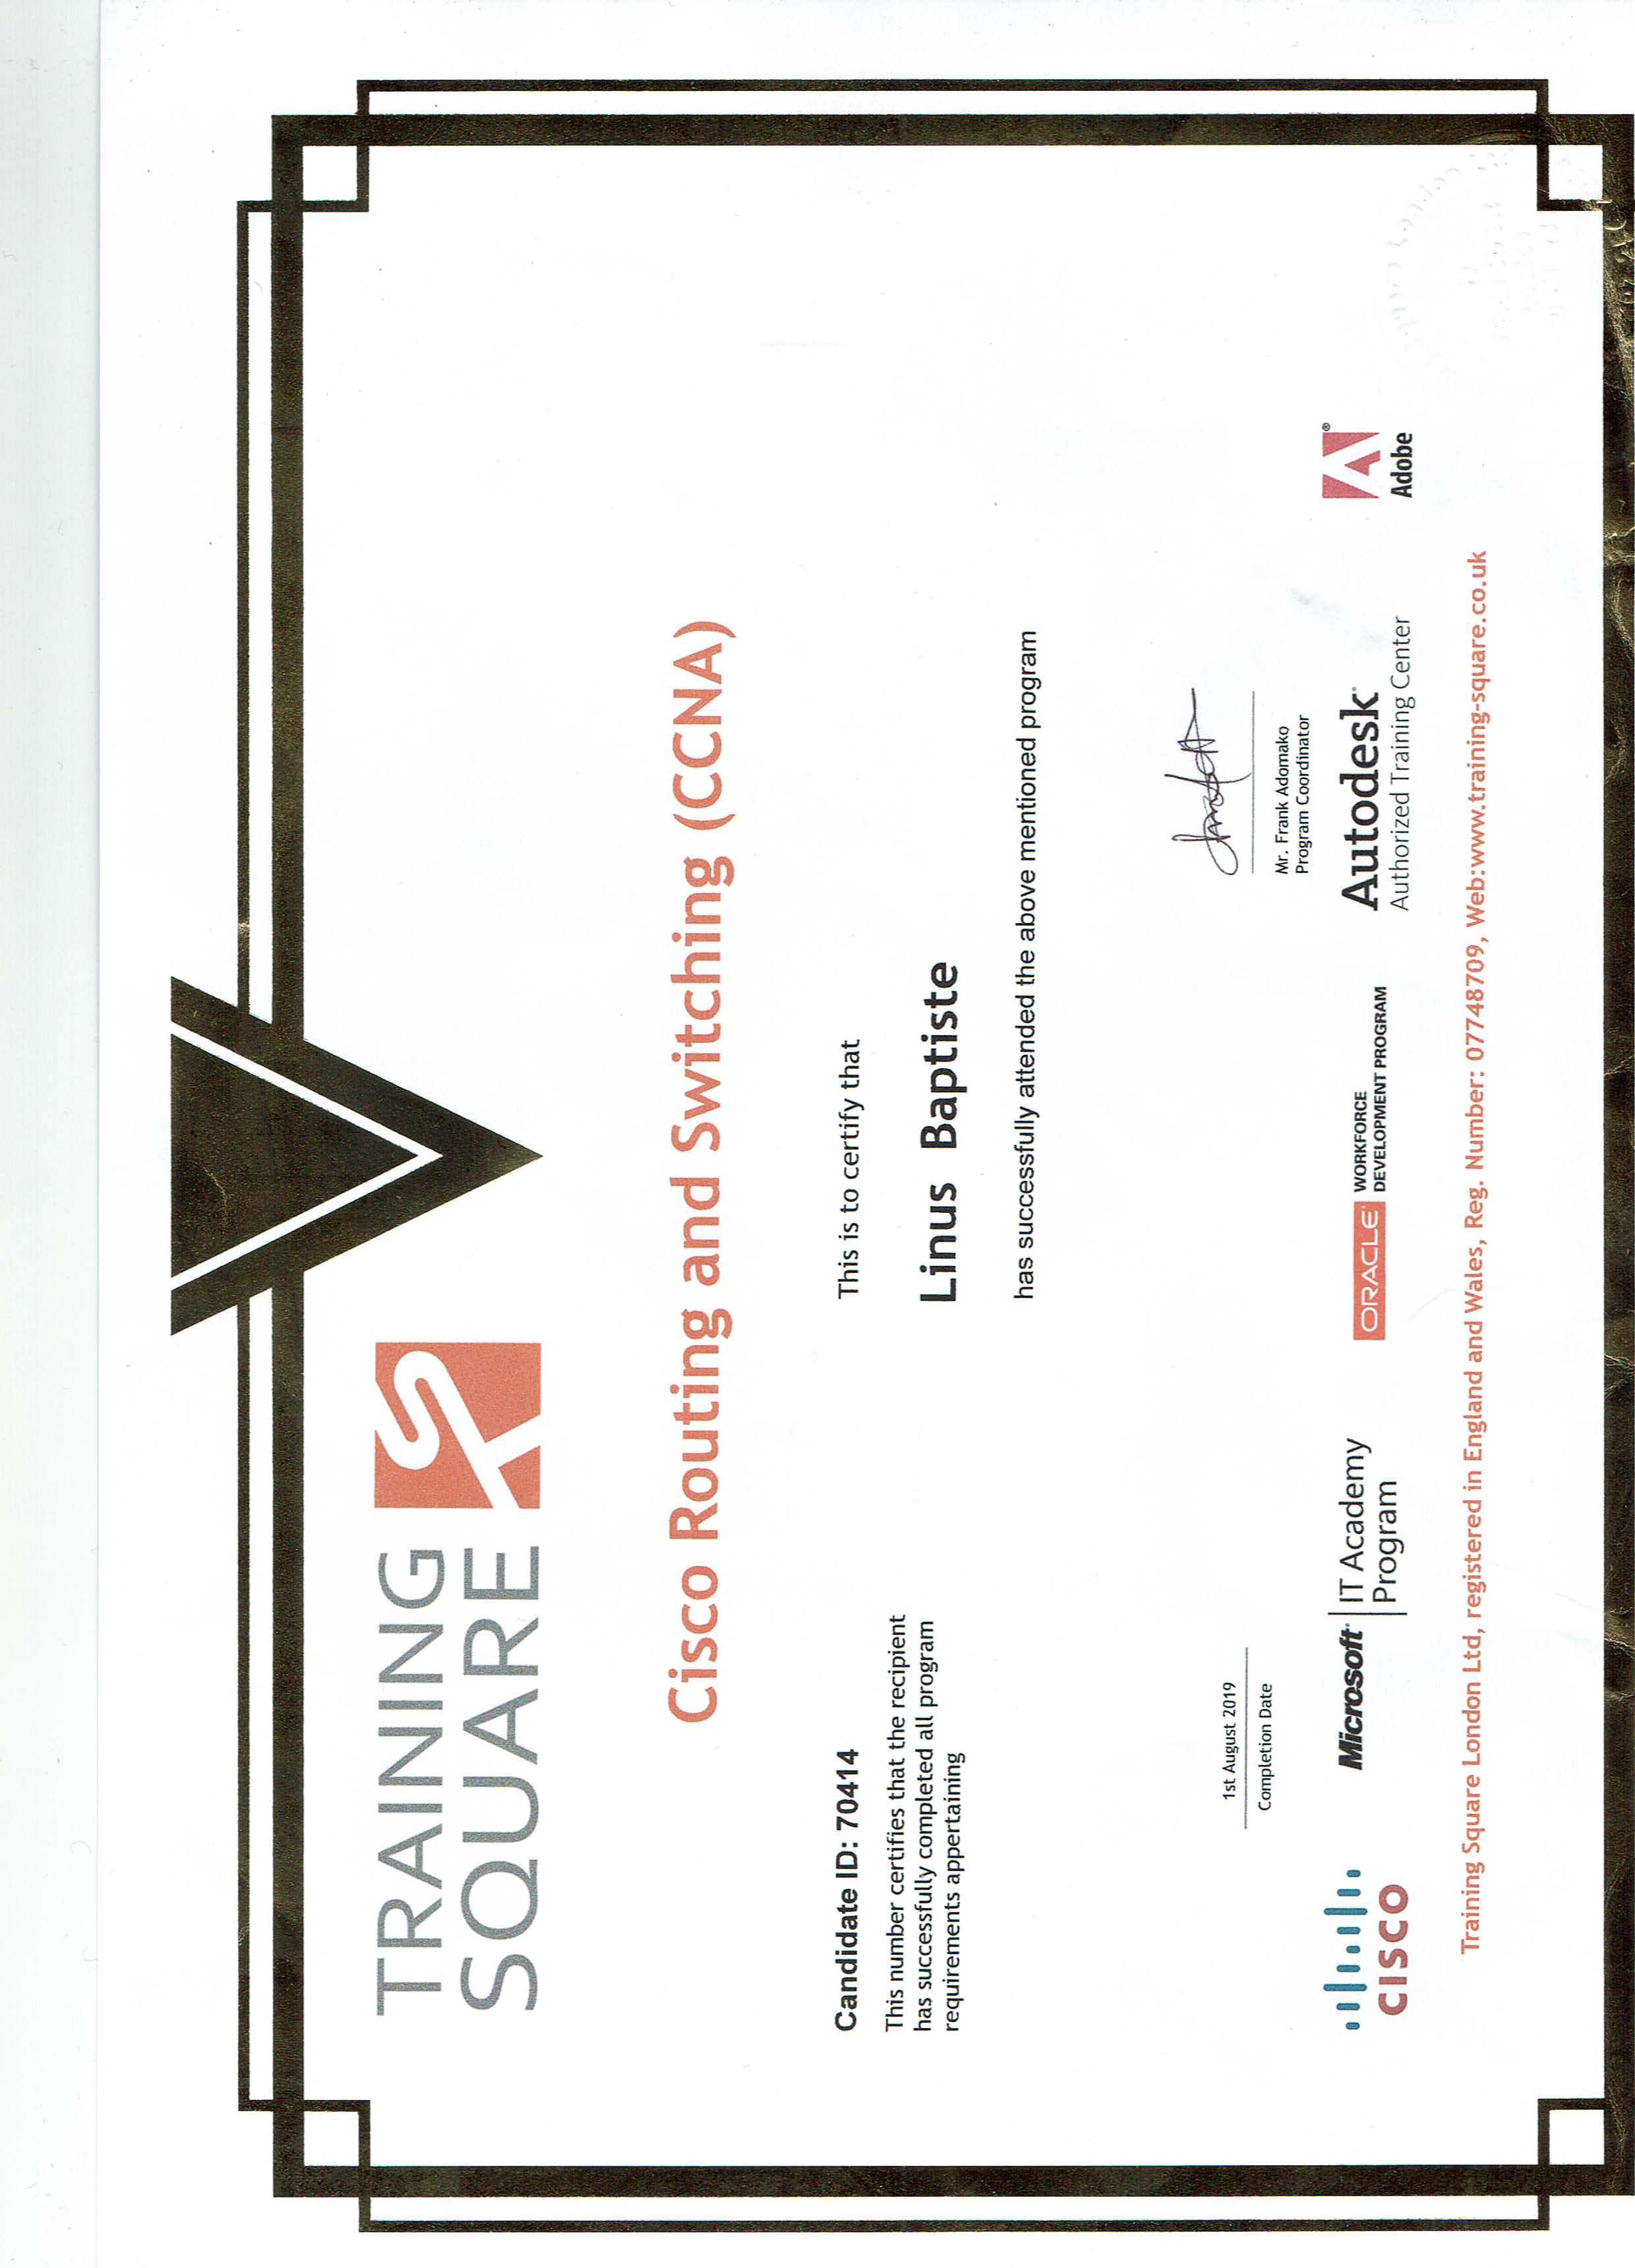 TRAINING
SQUARE
Cisco Routing and Switching (CCNA)
Candidate ID: 70414
This number certifies that the recipient
has successfully completed all program
requirements appertaining
This is to certify that
Linus Baptiste
has successfully attended the above mentioned program
1st August 2019
Completion Date
Mr. Frank Adomako
Program Coordinator
CISCO
Microsoft IT Academy
Program
ORACLE WORKFORCE
DEVELOPMENT PROGRAM
Autodesk
Authorized Training Center
Adobe
Training Square London Ltd, registered in England and Wales, Reg. Number: 07748709, Web:www.training-square.co.uk